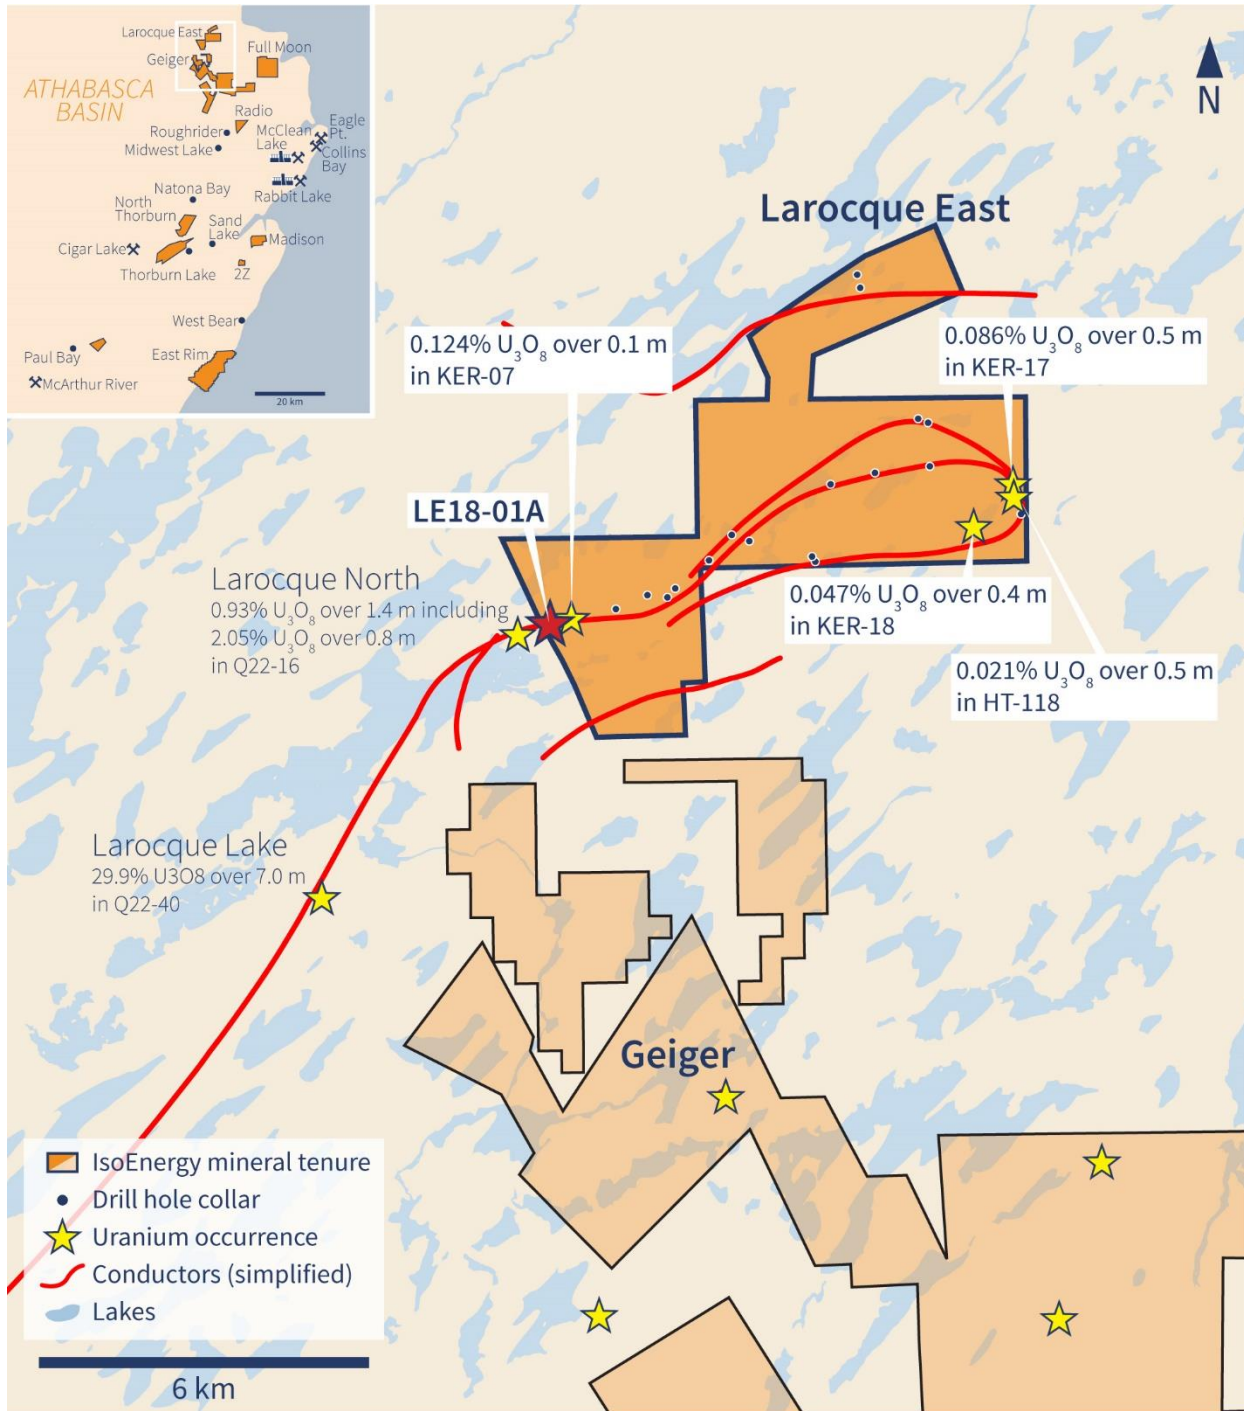 Larocque East
Geiger
Full Moon
ATHABASCA
BASIN
Radio
Roughrider
Midwest Lake
McClean
Lake
Eagle
Pt.
Collins
Bay
Rabbit Lake
Natona Bay
North
Thorburn
Sand
Lake
Cigar Lake
Madison
Thorburn Lake
2Z
West Bear
Paul Bay
East Rim
McArthur River
20 km
N
Larocque East
0.124% U3O8 over 0.1 m
in KER-07
0.086% U3O8 over 0.5 m
in KER-17
LE18-01A
Larocque North
0.93% U3O8 over 1.4 m including
2.05% U3O8 over 0.8 m
in Q22-16
0.047% U3O8 over 0.4 m
in KER-18
0.021% U3O8 over 0.5 m
in HT-118
Larocque Lake
29.9% U3O8 over 7.0 m
in Q22-40
Geiger
IsoEnergy mineral tenure
Drill hole collar
Uranium occurrence
Conductors (simplified)
Lakes
6 km